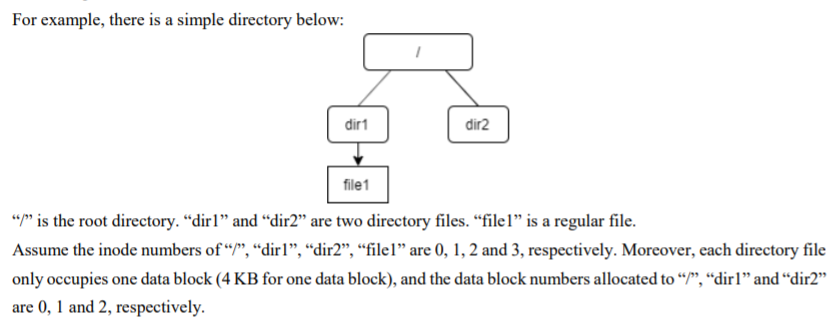 For example, there is a simple directory below:
/
dir1
dir2
file1
“/” is the root directory. “dir1” and “dir2” are two directory files. “file1” is a regular file.
Assume the inode numbers of “/”, “dir1”, “dir2”, “file1” are 0, 1, 2 and 3, respectively. Moreover, each directory file
only occupies one data block (4 KB for one data block), and the data block numbers allocated to “/”, “dir1” and “dir2”
are 0, 1 and 2, respectively.